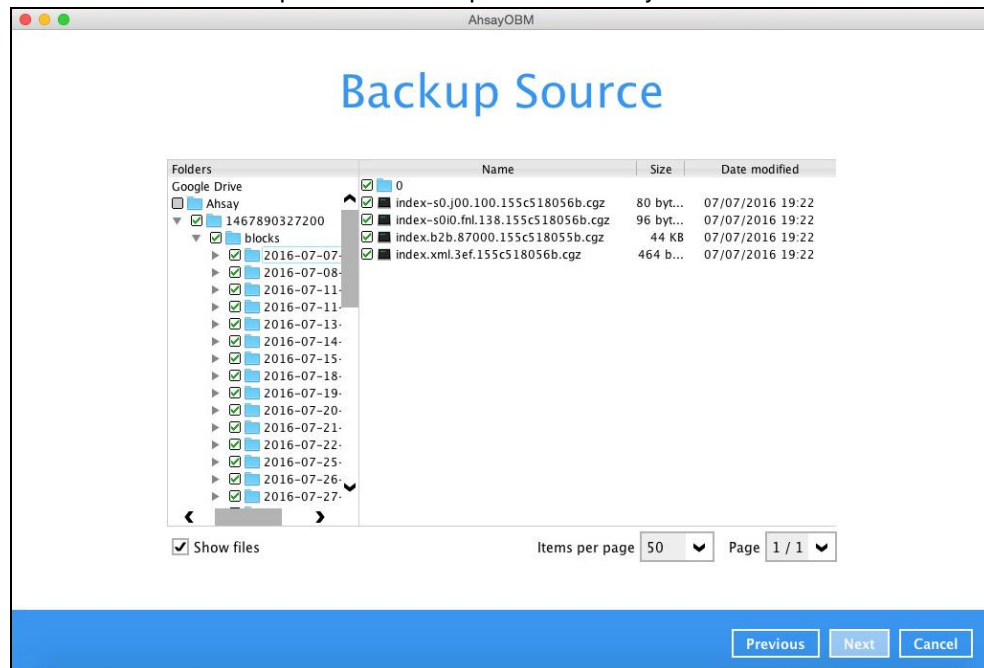 AhsayOBM
Backup Source
Folders Name Size Date modified
Google Drive
Ahsay
1467890327200
blocks
2016-07-07-
2016-07-08-
2016-07-11-
2016-07-11-
2016-07-13-
2016-07-14-
2016-07-15-
2016-07-18-
2016-07-19-
2016-07-20-
2016-07-21-
2016-07-22-
2016-07-25-
2016-07-26-
2016-07-27-
0
index-s0.j00.100.155c518056b.cgz 80 byt... 07/07/2016 19:22
index-s0i0.fnl.138.155c518056b.cgz 96 byt... 07/07/2016 19:22
index.b2b.87000.155c518055b.cgz 44 KB 07/07/2016 19:22
index.xml.3ef.155c518056b.cgz 464 b... 07/07/2016 19:22
Show files Items per page 50 Page 1 / 1
Previous Next Cancel